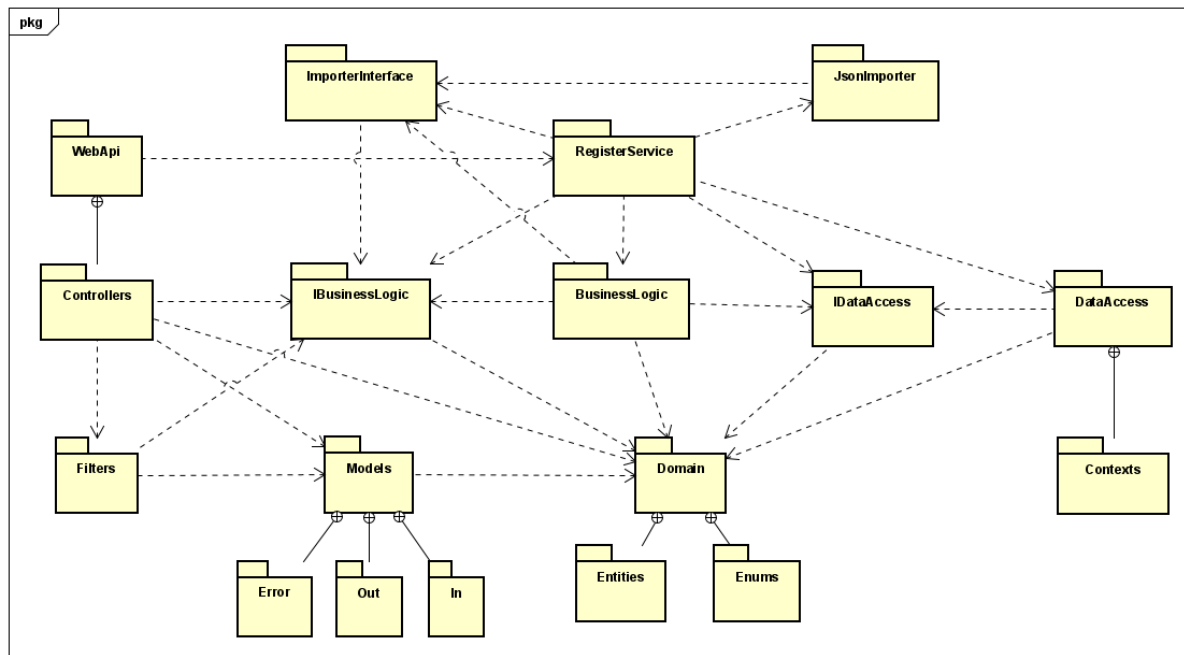 pkg
ImporterInterface
JsonImporter
WebApi
RegisterService
Controllers
IBusinessLogic
BusinessLogic
IDataAccess
DataAccess
Filters
Models
Domain
Contexts
Error
Out
In
Entities
Enums